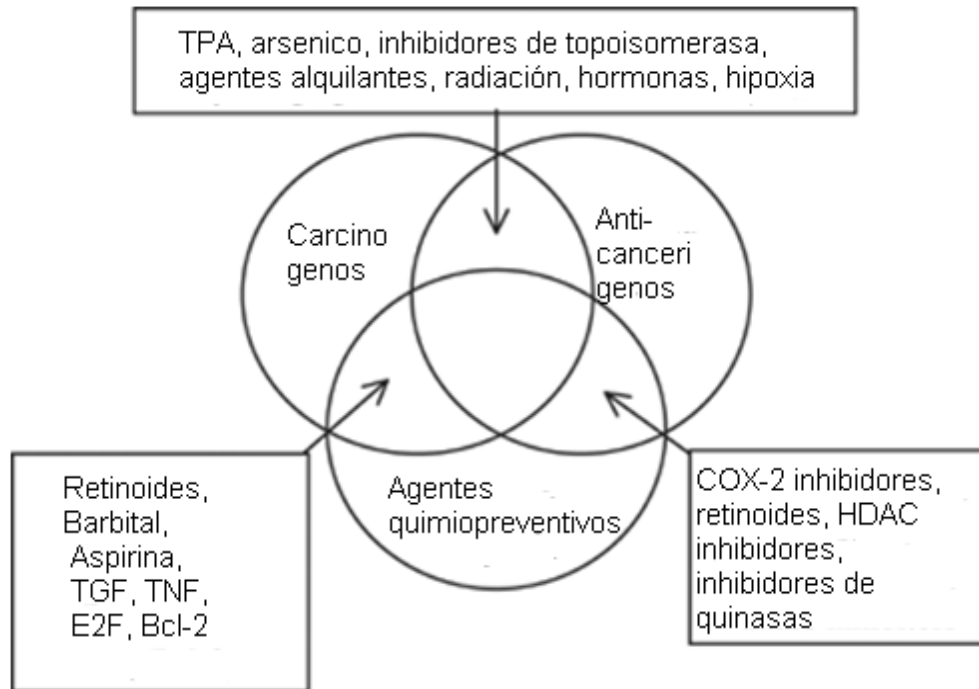 TPA, arsenico, inhibidores de topoisomerasa,
agentes alquilantes, radiación, hormonas, hipoxia
Carcino
genos
Anti-
canceri
genos
Agentes
quimiopreventivos
Retinoides,
Barbital,
Aspirina,
TGF, TNF,
E2F, Bcl-2
COX-2 inhibidores,
retinoides, HDAC
inhibidores,
inhibidores de
quinasas